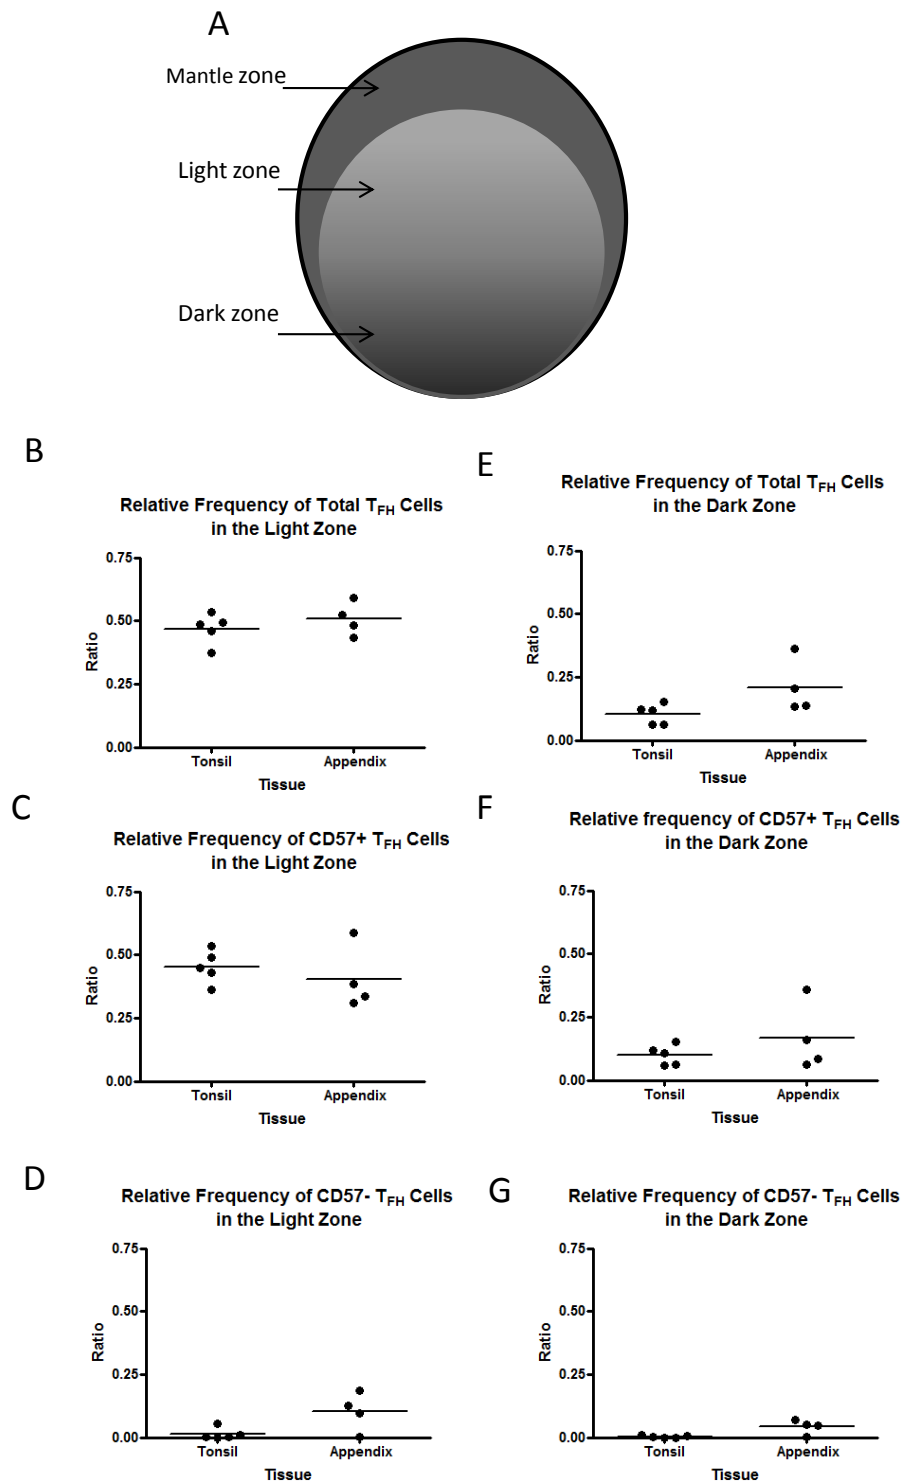 A
Mantle zone
Light zone
Dark zone
B
Relative Frequency of Total TFH Cells
in the Light Zone
0.75
0.50
0.25
0.00
Ratio
Tonsil Appendix
Tissue
E
Relative Frequency of Total TFH Cells
in the Dark Zone
0.75
0.50
0.25
0.00
Ratio
Tonsil Appendix
Tissue
C
Relative Frequency of CD57+ TFH Cells
in the Light Zone
0.75
0.50
0.25
0.00
Ratio
Tonsil Appendix
Tissue
F
Relative frequency of CD57+ TFH Cells
in the Dark Zone
0.75
0.50
0.25
0.00
Ratio
Tonsil Appendix
Tissue
D
Relative Frequency of CD57- TFH Cells
in the Light Zone
0.75
0.50
0.25
0.00
Ratio
Tonsil Appendix
Tissue
G
Relative Frequency of CD57- TFH Cells
in the Dark Zone
0.75
0.50
0.25
0.00
Ratio
Tonsil Appendix
Tissue